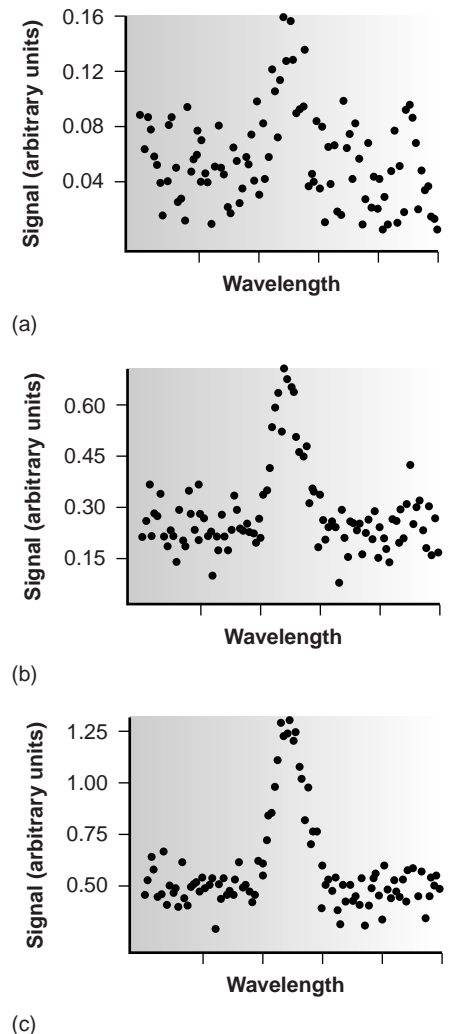 Signal (arbitrary units)
0.16
0.12
0.08
0.04
Wavelength
(a)
Signal (arbitrary units)
0.60
0.45
0.30
0.15
Wavelength
(b)
Signal (arbitrary units)
1.25
1.00
0.75
0.50
Wavelength
(c)